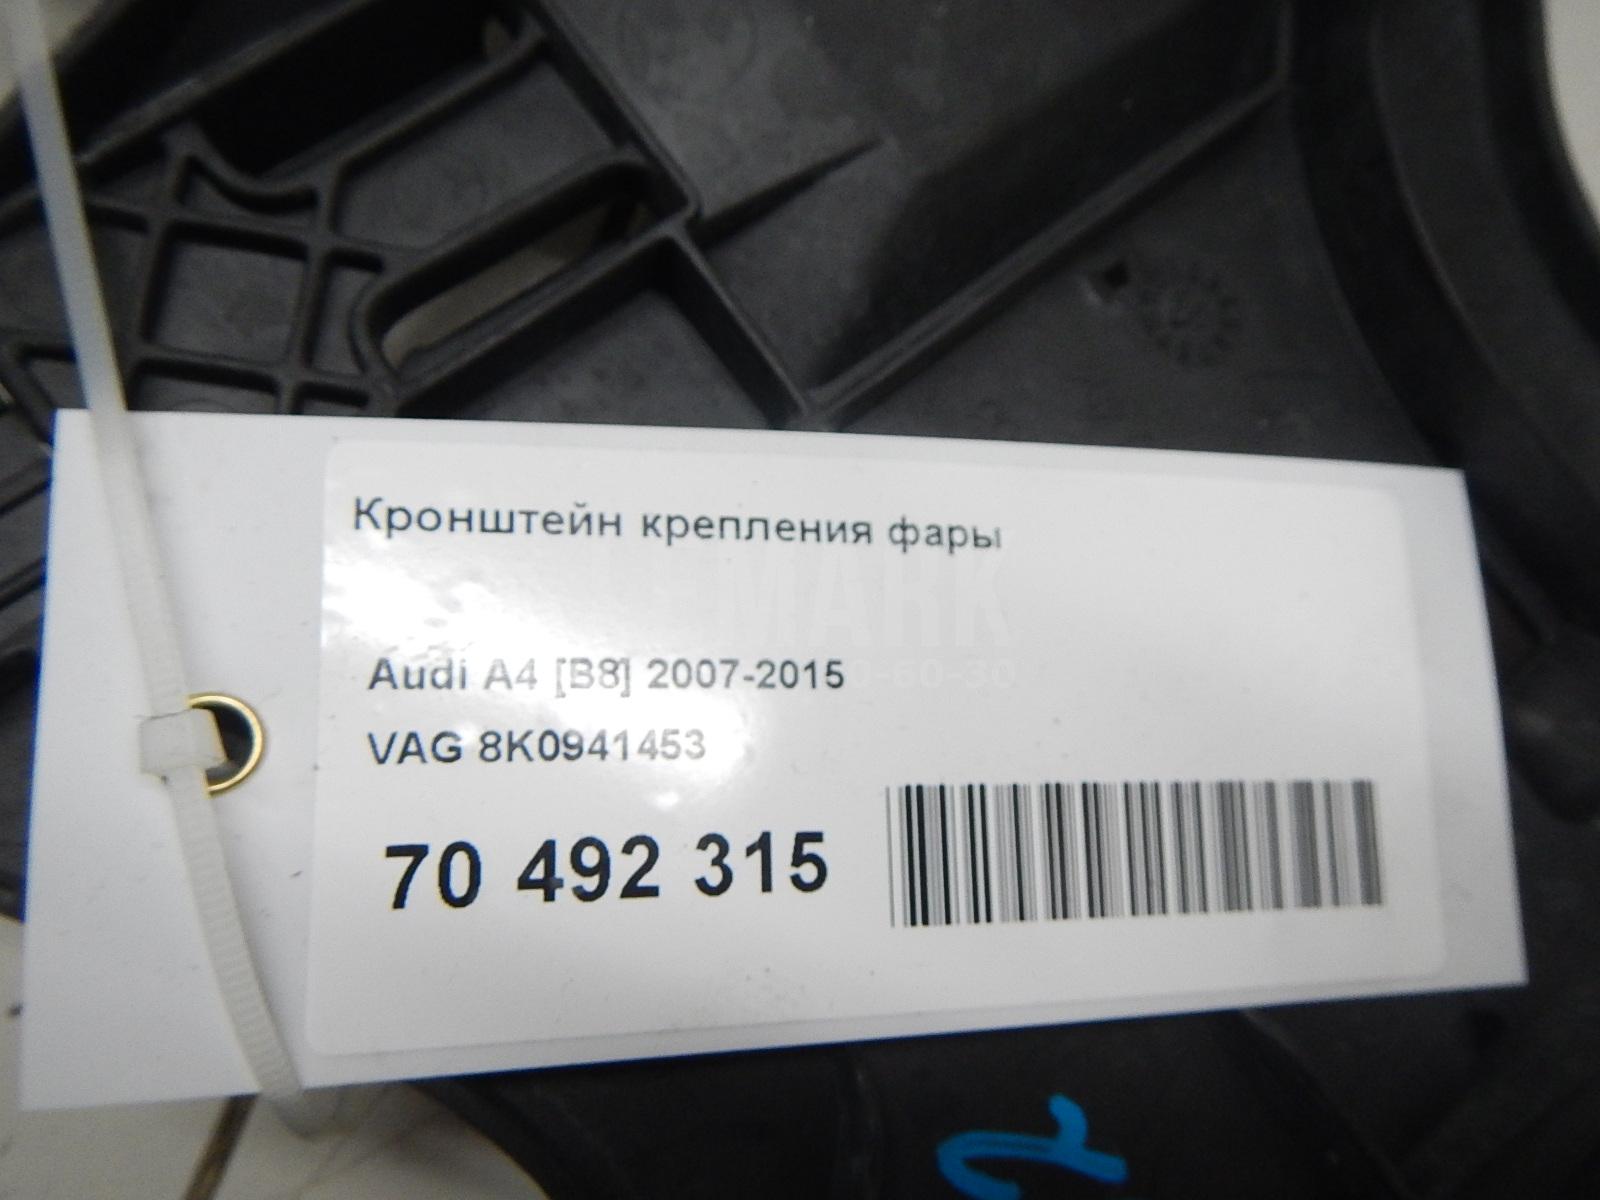 Кронштейн крепления фары
Audi A4 [B8] 2007-2015
VAG 8K0941453
70 492 315